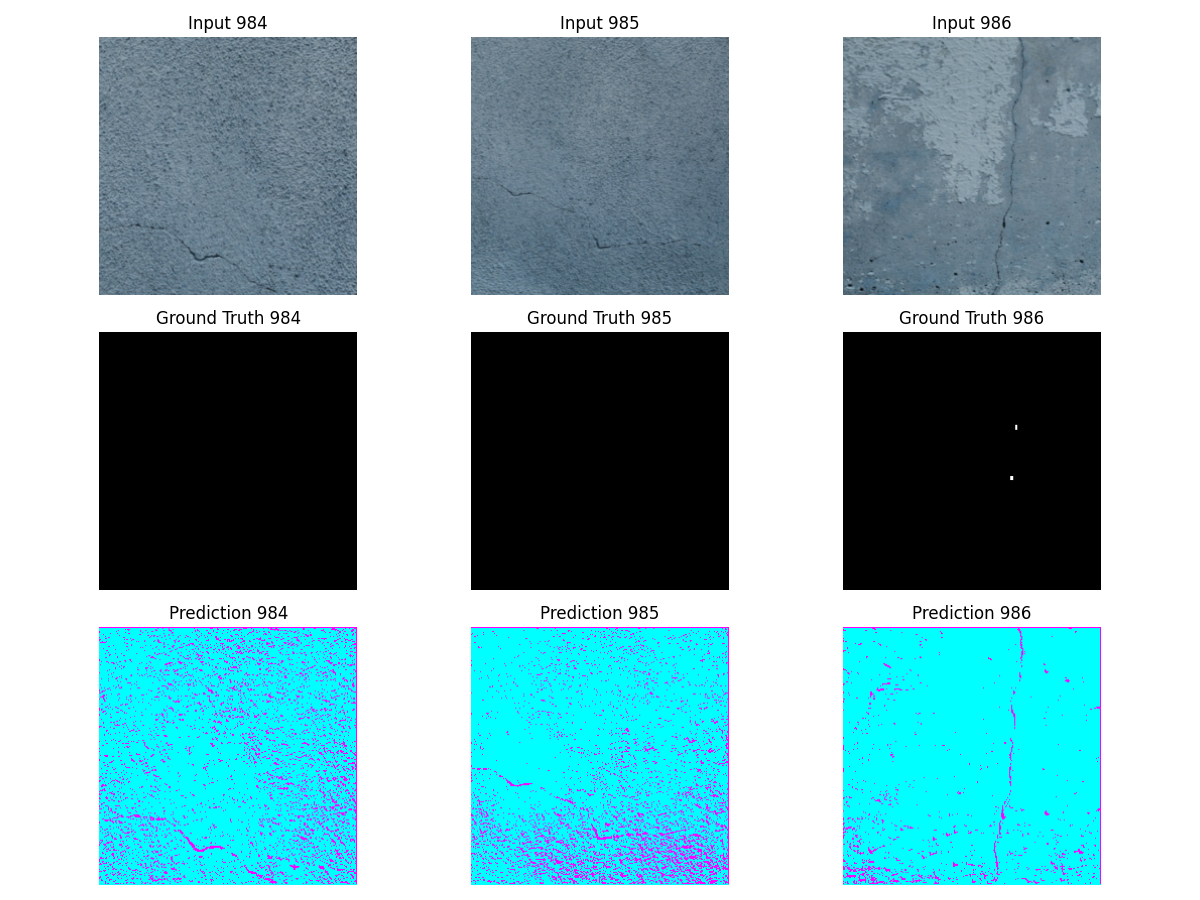 Input 984
Input 985
Input 986
Ground Truth 984
Ground Truth 985
Ground Truth 986
Prediction 984
Prediction 985
Prediction 986